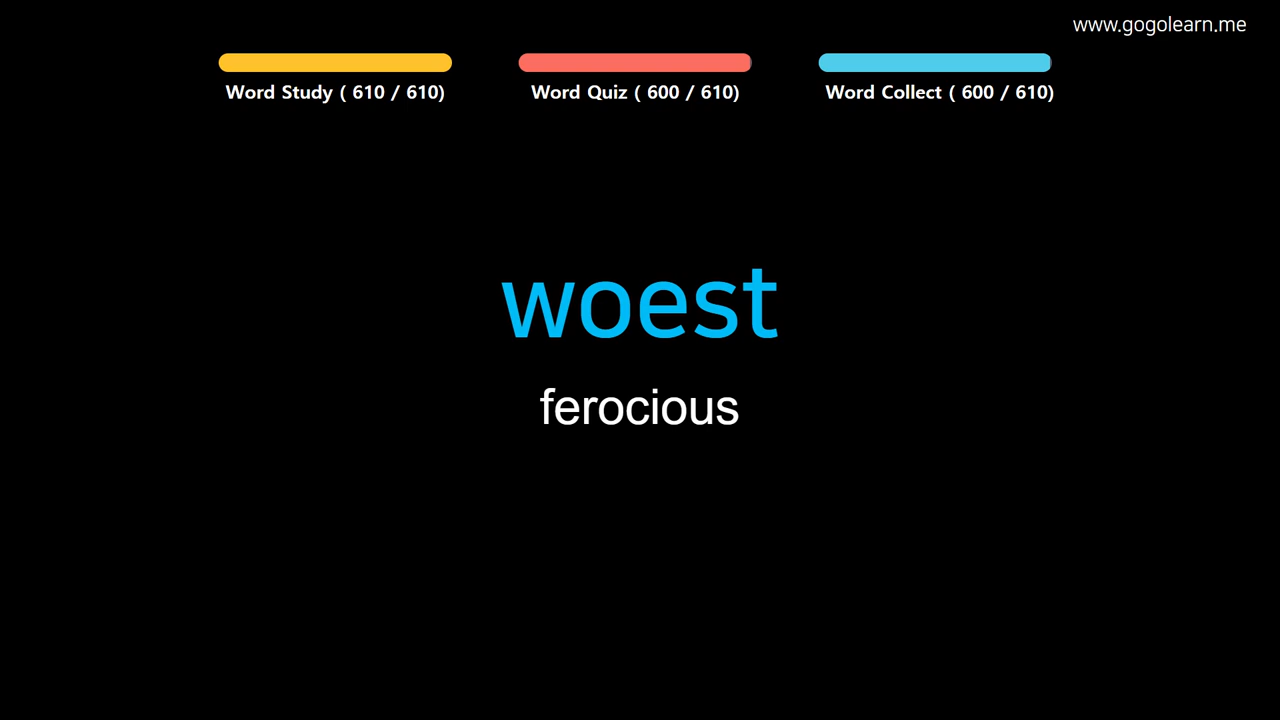 www.gogolearn.me
Word Study ( 610 / 610)
Word Quiz ( 600 / 610)
Word Collect ( 600 / 610)
woest
ferocious